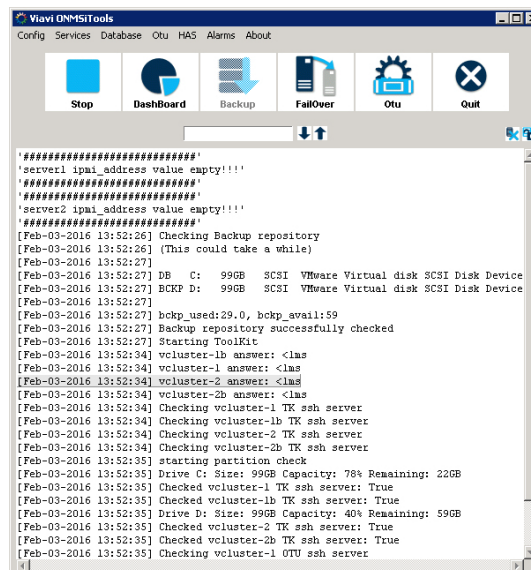 Viavi ONMSiTools
Config Services Database Otu HAS Alarms About
Stop DashBoard Backup FailOver Otu Quit
'############################'
'server1 ipmi_address value empty!!!'
'############################'
'############################'
'server2 ipmi_address value empty!!!'
'############################'
[Feb-03-2016 13:52:26] Checking Backup repository
[Feb-03-2016 13:52:26] (This could take a while)
[Feb-03-2016 13:52:27]
[Feb-03-2016 13:52:27] DB C: 99GB SCSI VMware Virtual disk SCSI Disk Device
[Feb-03-2016 13:52:27] BCKP D: 99GB SCSI VMware Virtual disk SCSI Disk Device
[Feb-03-2016 13:52:27]
[Feb-03-2016 13:52:27] bckp_used:29.0, bckp_avail:59
[Feb-03-2016 13:52:27] Backup repository successfully checked
[Feb-03-2016 13:52:27] Starting ToolKit
[Feb-03-2016 13:52:34] vcluster-1b answer: <lms
[Feb-03-2016 13:52:34] vcluster-1 answer: <lms
[Feb-03-2016 13:52:34] vcluster-2 answer: <lms
[Feb-03-2016 13:52:34] vcluster-2b answer: <lms
[Feb-03-2016 13:52:34] Checking vcluster-1 TK ssh server
[Feb-03-2016 13:52:34] Checking vcluster-1b TK ssh server
[Feb-03-2016 13:52:34] Checking vcluster-2 TK ssh server
[Feb-03-2016 13:52:34] Checking vcluster-2b TK ssh server
[Feb-03-2016 13:52:35] starting partition check
[Feb-03-2016 13:52:35] Drive C: Size: 99GB Capacity: 78% Remaining: 22GB
[Feb-03-2016 13:52:35] Checked vcluster-1 TK ssh server: True
[Feb-03-2016 13:52:35] Checked vcluster-1b TK ssh server: True
[Feb-03-2016 13:52:35] Drive D: Size: 99GB Capacity: 40% Remaining: 59GB
[Feb-03-2016 13:52:35] Checked vcluster-2 TK ssh server: True
[Feb-03-2016 13:52:35] Checked vcluster-2b TK ssh server: True
[Feb-03-2016 13:52:35] Checking vcluster-1 OTU ssh server